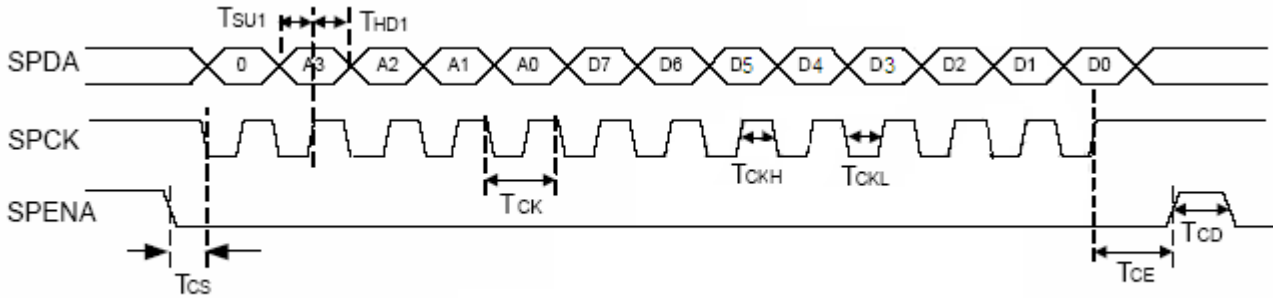 TSU1 THD1
SPDA 0 A3 A2 A1 A0 D7 D6 D5 D4 D3 D2 D1 D0
SPCK
TCK TCKH TCKL
SPENA
TCS TCE TCD